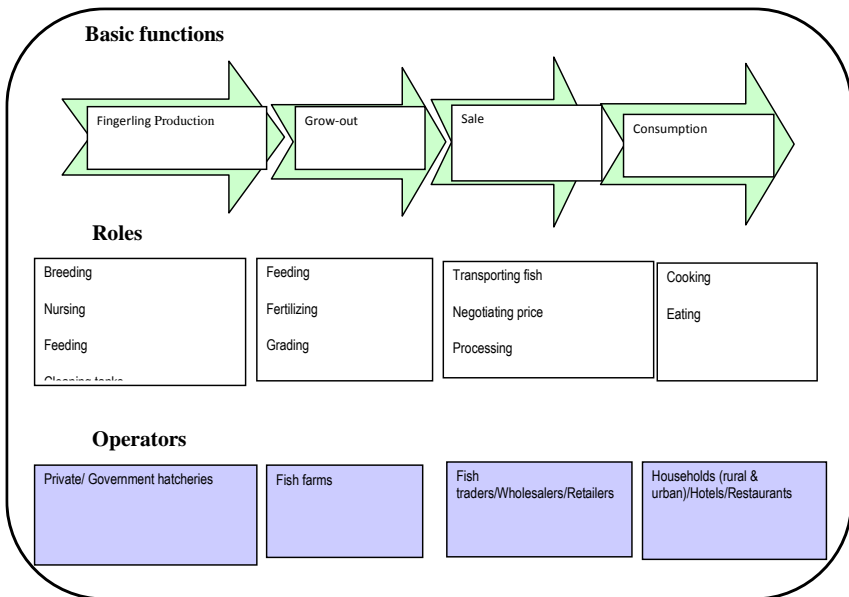 Basic functions
Fingerling Production
Grow-out
Sale
Consumption
Roles
Breeding
Nursing
Feeding
Feeding
Fertilizing
Grading
Transporting fish
Negotiating price
Processing
Cooking
Eating
Operators
Private/ Government hatcheries
Fish farms
Fish
traders/Wholesalers/Retailers
Households (rural &
urban)/Hotels/Restaurants